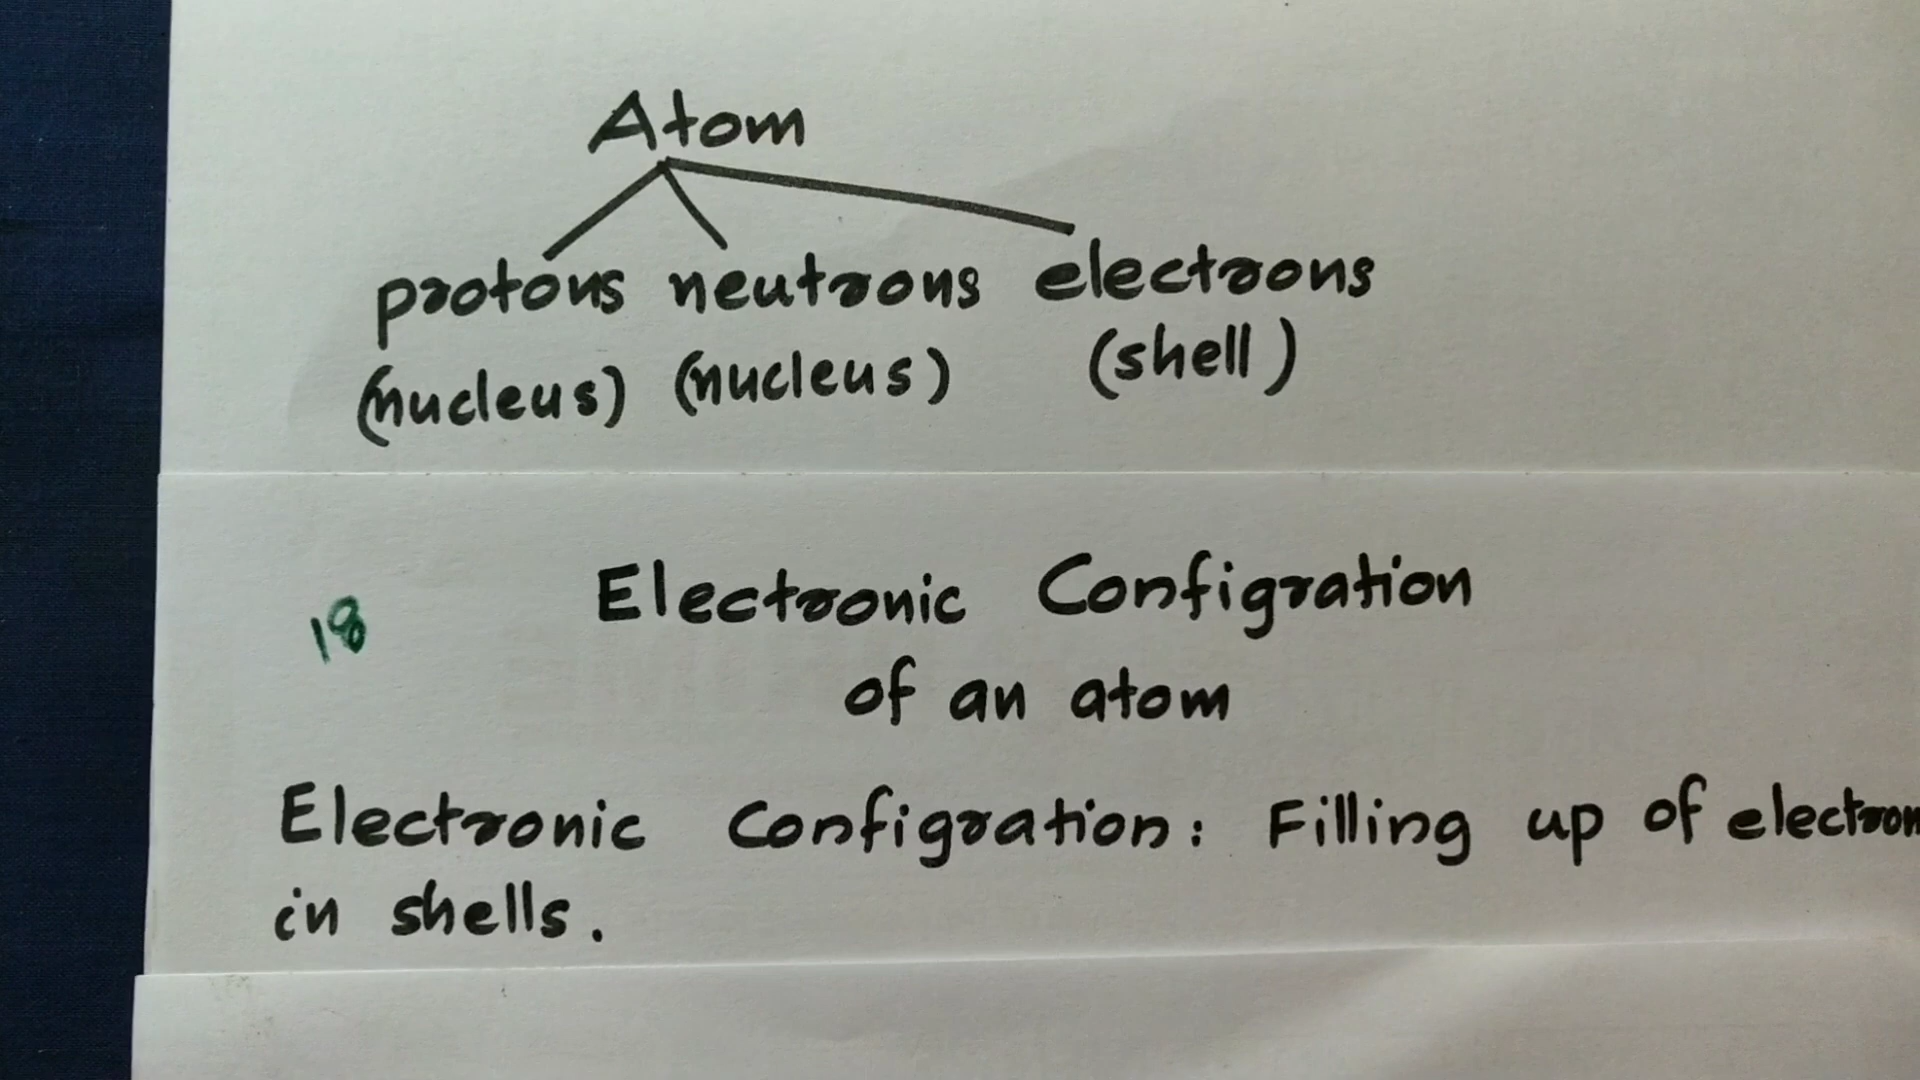 Atom
protons neutrons electrons
(nucleus) (nucleus) (shell)
18
Electronic Configration
of an atom
Electronic Configration: Filling up of electron
in shells.